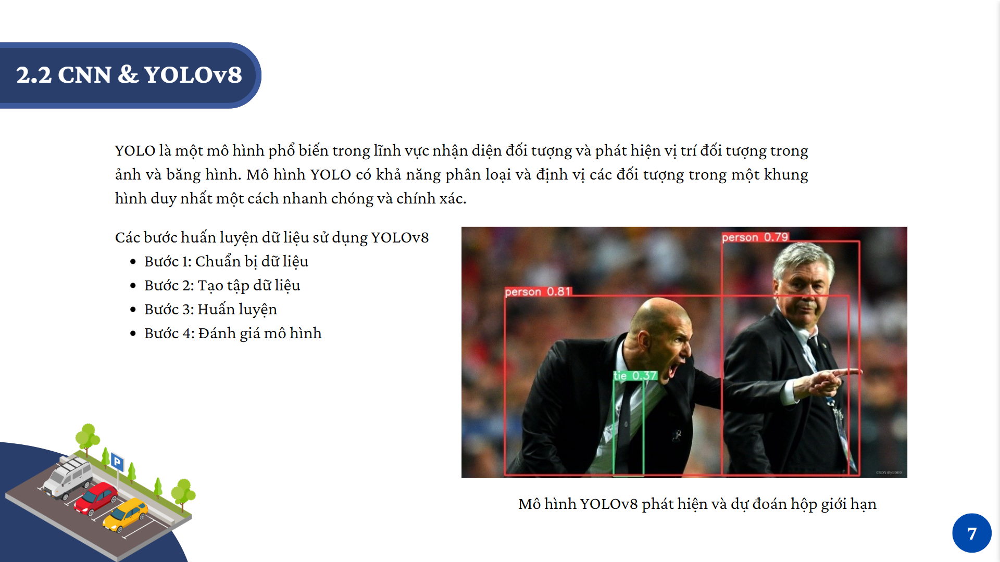 2.2 CNN & YOLOv8
YOLO là một mô hình phổ biến trong lĩnh vực nhận diện đối tượng và phát hiện vị trí đối tượng trong
ảnh và băng hình. Mô hình YOLO có khả năng phân loại và định vị các đối tượng trong một khung
hình duy nhất một cách nhanh chóng và chính xác.
Các bước huấn luyện dữ liệu sử dụng YOLOv8
• Bước 1: Chuẩn bị dữ liệu
• Bước 2: Tạo tập dữ liệu
• Bước 3: Huấn luyện
• Bước 4: Đánh giá mô hình
person 0.79
person 0.81
tie 0.37
CSDN @y1989
P
Mô hình YOLOv8 phát hiện và dự đoán hộp giới hạn
7